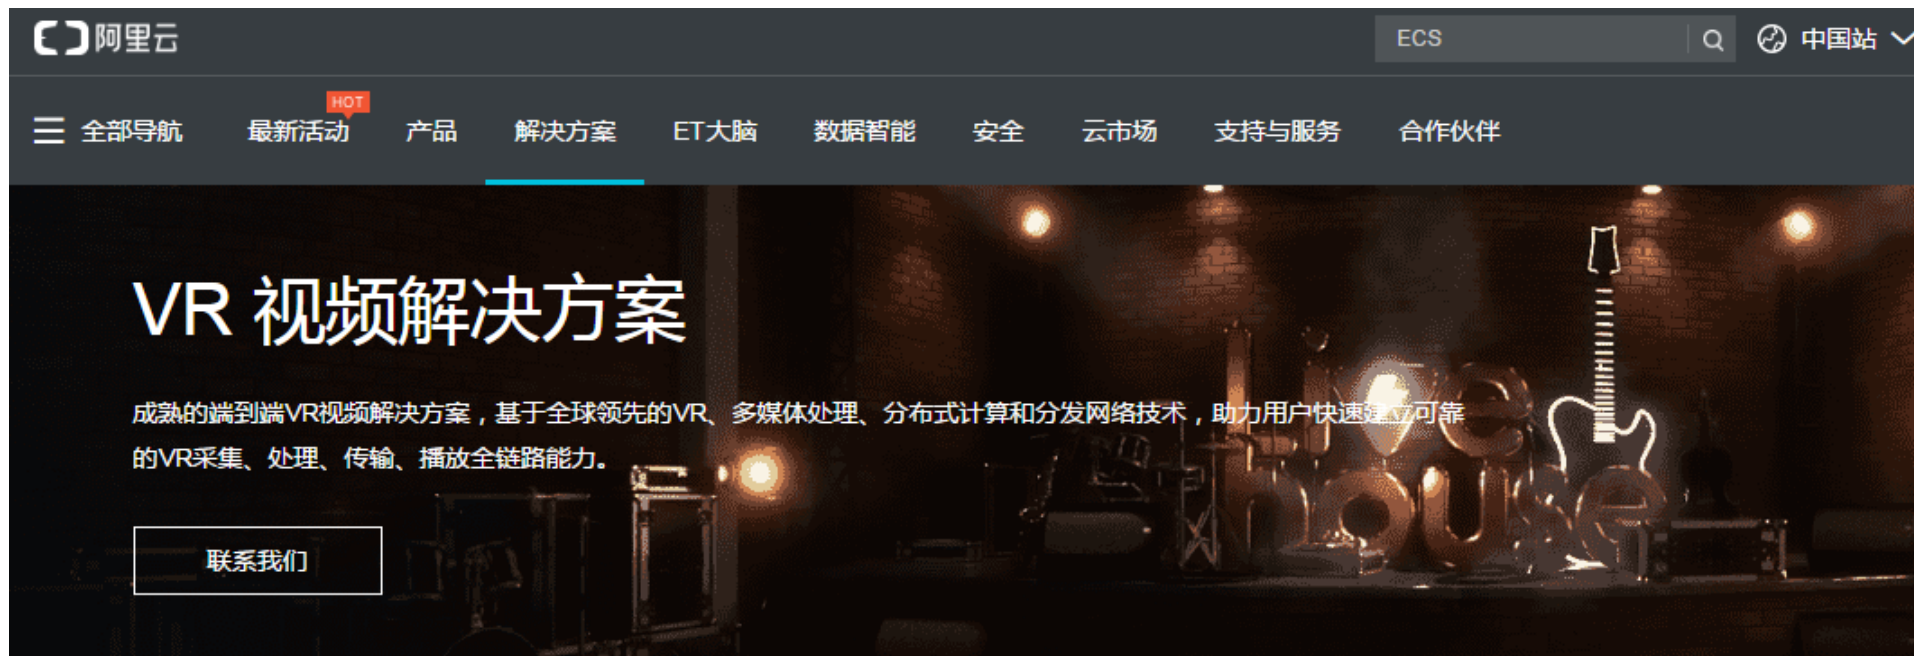 阿里云
ECS
中国站
HOT
全部导航 最新活动 产品 解决方案 ET大脑 数据智能 安全 云市场 支持与服务 合作伙伴
VR 视频解决方案
成熟的端到端VR视频解决方案，基于全球领先的VR、多媒体处理、分布式计算和分发网络技术，助力用户快速建立可靠
的VR采集、处理、传输、播放全链路能力。
联系我们
live
house